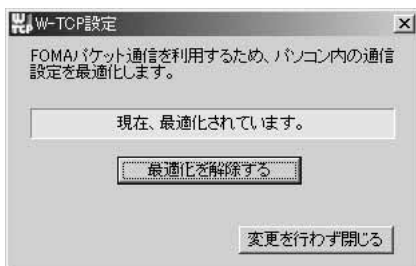 W-TCP設定
FOMAパケット通信を利用するため、パソコン内の通信
設定を最適化します。
現在、最適化されています。
最適化を解除する
変更を行わず閉じる